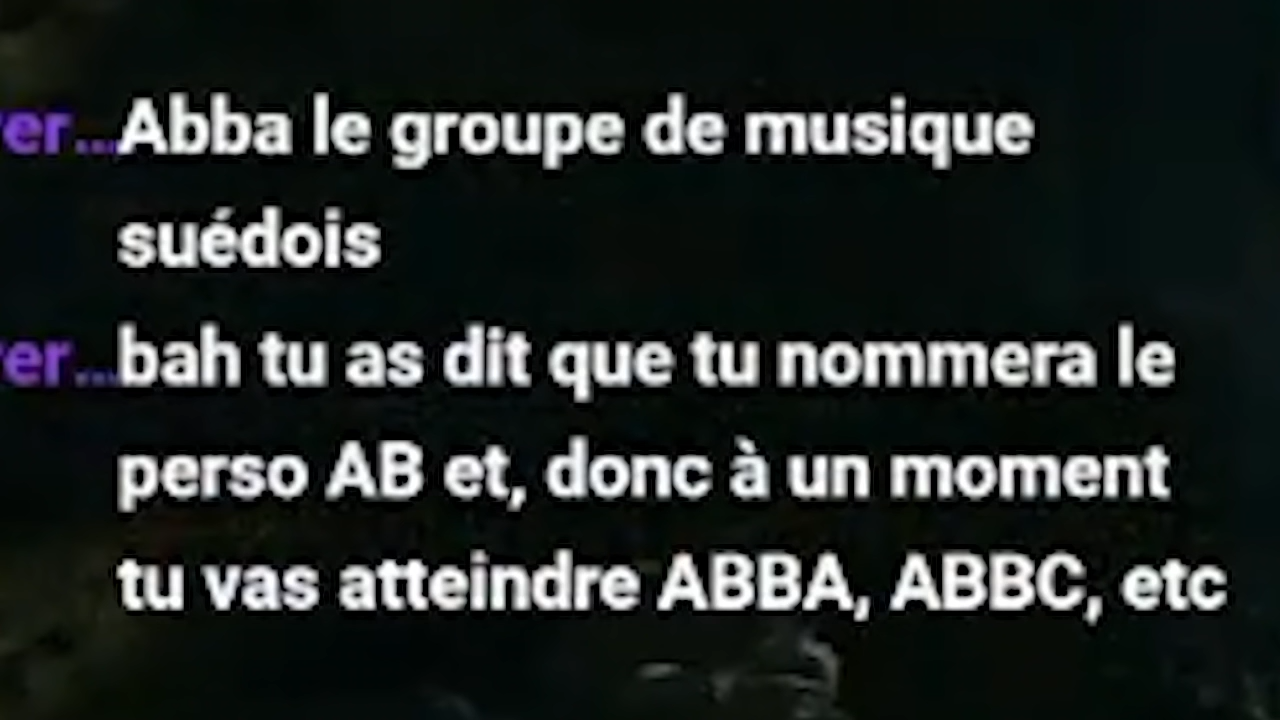 er...Abba le groupe de musique
suédois
er...bah tu as dit que tu nommera le
perso AB et, donc à un moment
tu vas atteindre ABBA, ABBC, etc